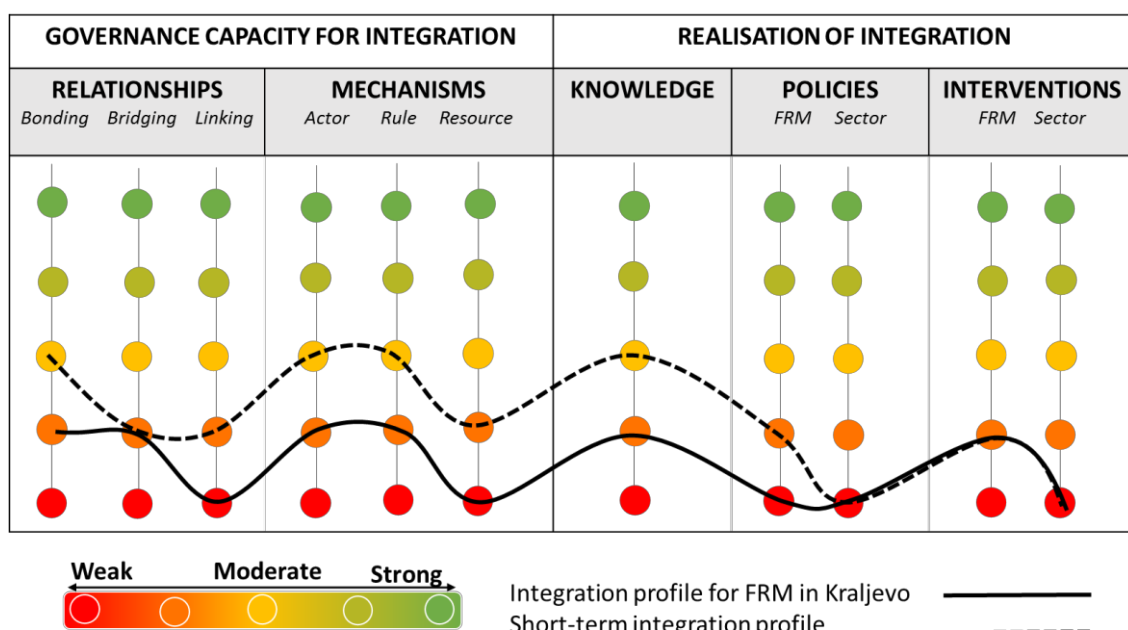 GOVERNANCE CAPACITY FOR INTEGRATION
REALISATION OF INTEGRATION
RELATIONSHIPS
Bonding Bridging Linking
MECHANISMS
Actor Rule Resource
KNOWLEDGE
POLICIES
FRM Sector
INTERVENTIONS
FRM Sector
Weak Moderate Strong
Integration profile for FRM in Kraljevo
Short-term integration profile